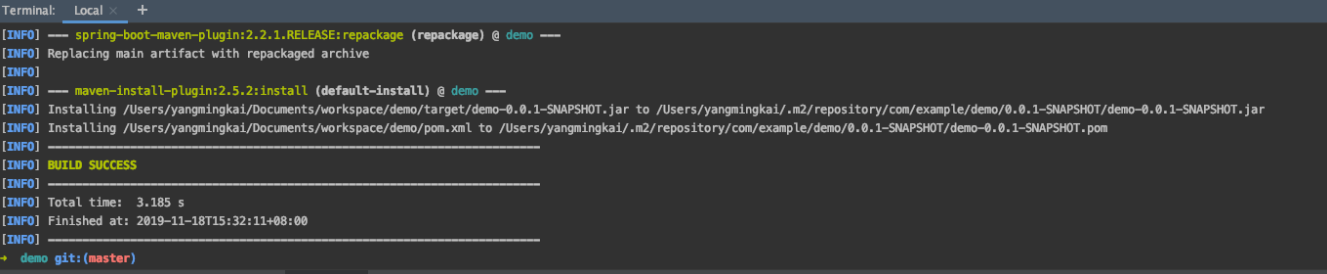 Terminal: Local × +
[INFO] --- spring-boot-maven-plugin:2.2.1.RELEASE:repackage (repackage) @ demo ---
[INFO] Replacing main artifact with repackaged archive
[INFO]
[INFO] --- maven-install-plugin:2.5.2:install (default-install) @ demo ---
[INFO] Installing /Users/yangmingkai/Documents/workspace/demo/target/demo-0.0.1-SNAPSHOT.jar to /Users/yangmingkai/.m2/repository/com/example/demo/0.0.1-SNAPSHOT/demo-0.0.1-SNAPSHOT.jar
[INFO] Installing /Users/yangmingkai/Documents/workspace/demo/pom.xml to /Users/yangmingkai/.m2/repository/com/example/demo/0.0.1-SNAPSHOT/demo-0.0.1-SNAPSHOT.pom
[INFO] ------------------------------------------------------------------------
[INFO] BUILD SUCCESS
[INFO] ------------------------------------------------------------------------
[INFO] Total time:  3.185 s
[INFO] Finished at: 2019-11-18T15:32:11+08:00
[INFO] ------------------------------------------------------------------------
→ demo git:(master)